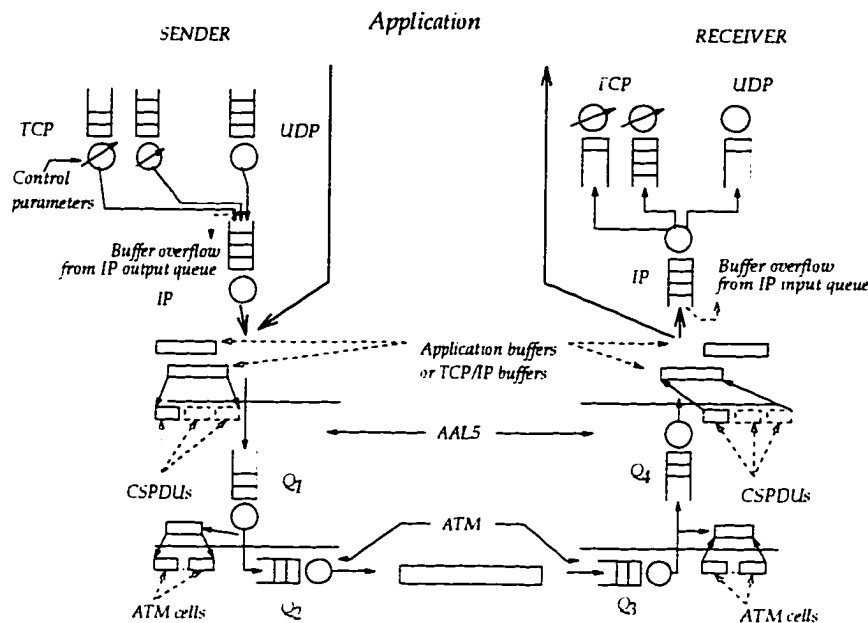 Application
SENDER
RECEIVER
TCP
UDP
TCP
UDP
Control
parameters
Buffer overflow
from IP output queue
IP
IP
Buffer overflow
from IP input queue
Application buffers
or TCP/IP buffers
AAL5
CSPDUs
Q1
Q4
CSPDUs
ATM
ATM cells
Q2
Q3
ATM cells